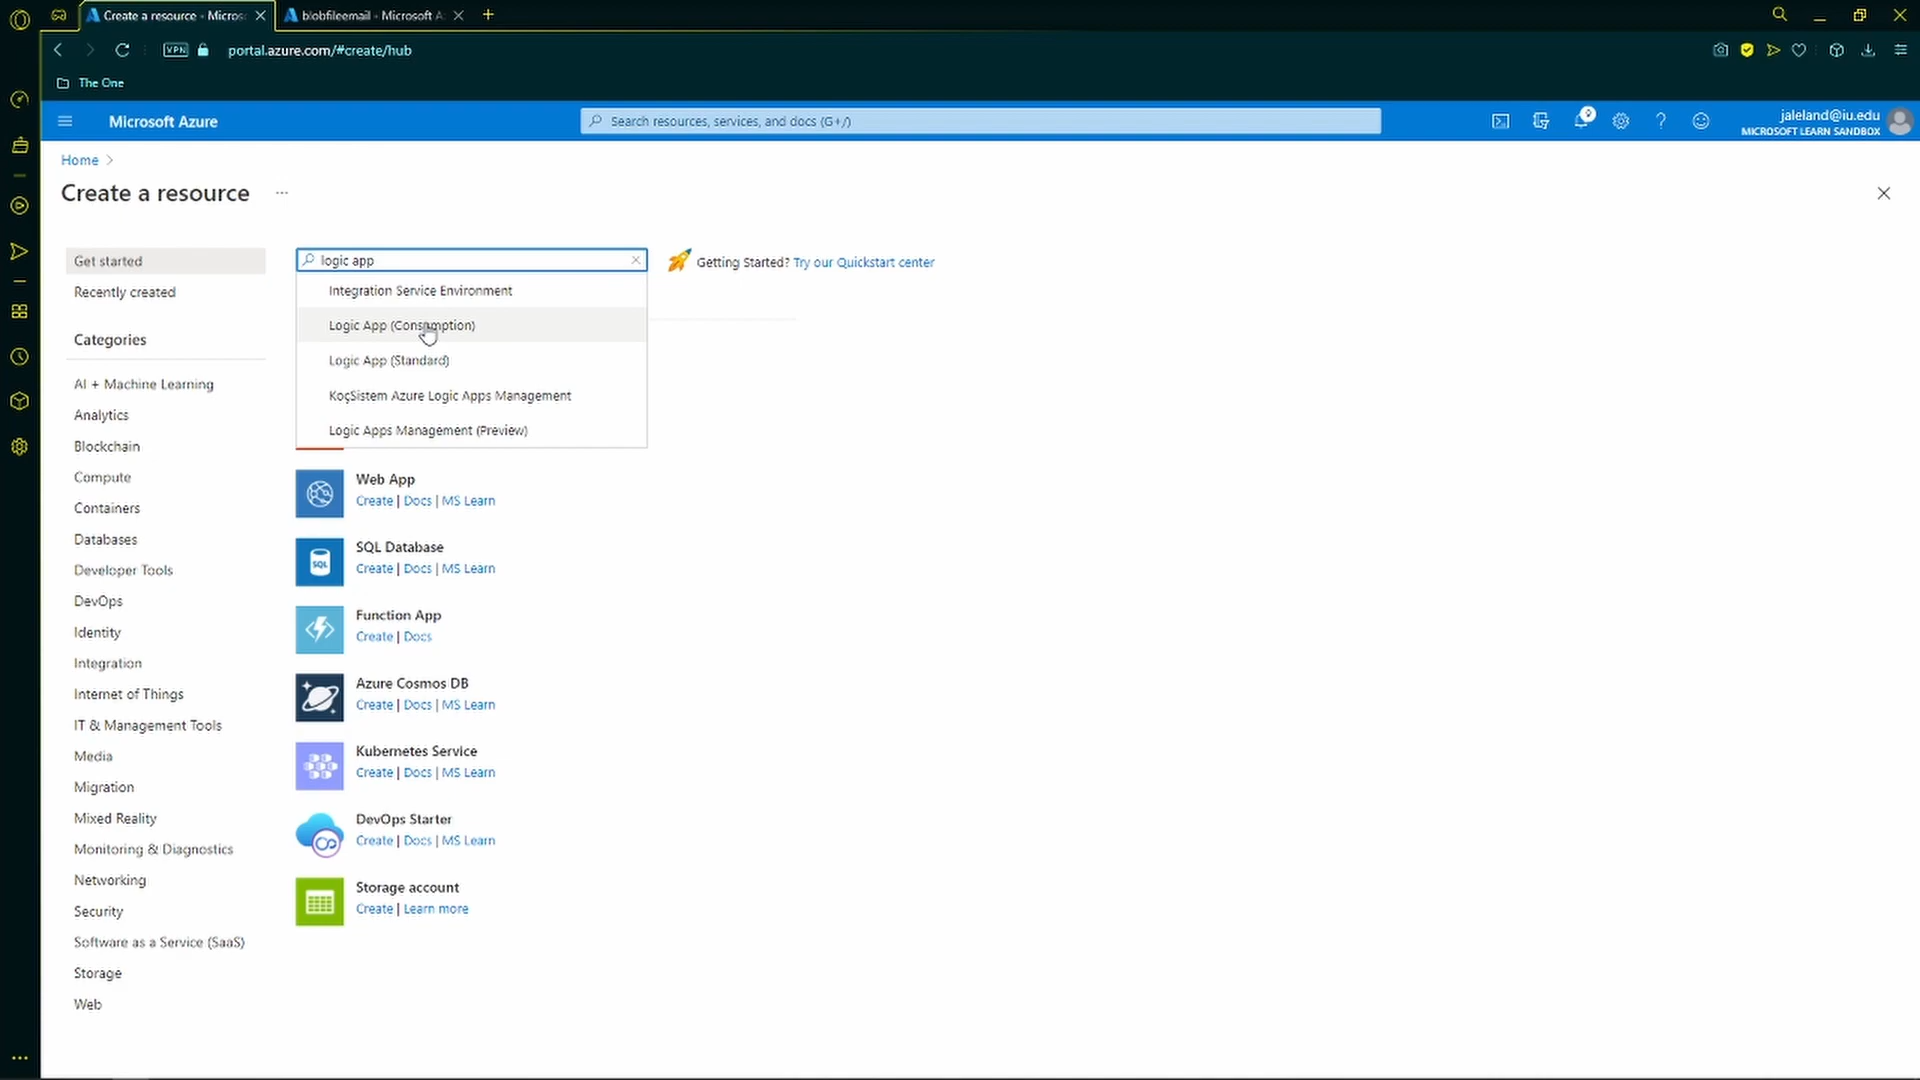 Create a resource - Micros
blobfileemail - Microsoft A
VPN
portal.azure.com/#create/hub
The One
Microsoft Azure
Search resources, services, and docs (G+/)
jaleland@iu.edu
MICROSOFT LEARN SANDBOX
Home
Create a resource
Get started
Recently created
Categories
AI + Machine Learning
Analytics
Blockchain
Compute
Containers
Databases
Developer Tools
DevOps
Identity
Integration
Internet of Things
IT & Management Tools
Media
Migration
Mixed Reality
Monitoring & Diagnostics
Networking
Security
Software as a Service (SaaS)
Storage
Web
logic app
Getting Started? Try our Quickstart center
Integration Service Environment
Logic App (Consumption)
Logic App (Standard)
KoçSistem Azure Logic Apps Management
Logic Apps Management (Preview)
Web App
Create | Docs | MS Learn
SQL
SQL Database
Create | Docs | MS Learn
Function App
Create | Docs
Azure Cosmos DB
Create | Docs | MS Learn
Kubernetes Service
Create | Docs | MS Learn
DevOps Starter
Create | Docs | MS Learn
Storage account
Create | Learn more